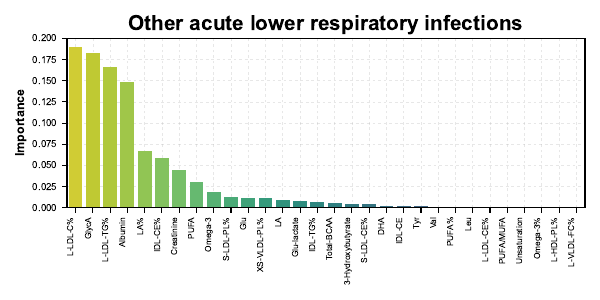 Other acute lower respiratory infections
Importance
0.200
0.175
0.150
0.125
0.100
0.075
0.050
0.025
0.000
L-LDL-C%
GlycA
L-LDL-TG%
Albumin
LA%
IDL-CE%
Creatinine
PUFA
Omega-3
S-LDL-PL%
Glu
XS-VLDL-PL%
LA
Glu-lactate
IDL-TG%
Total-BCAA
3-Hydroxybutyrate
S-LDL-CE%
DHA
IDL-CE
Tyr
Val
PUFA%
Leu
L-LDL-CE%
PUFA/MUFA
Unsaturation
Omega-3%
L-HDL-PL%
L-VLDL-FC%